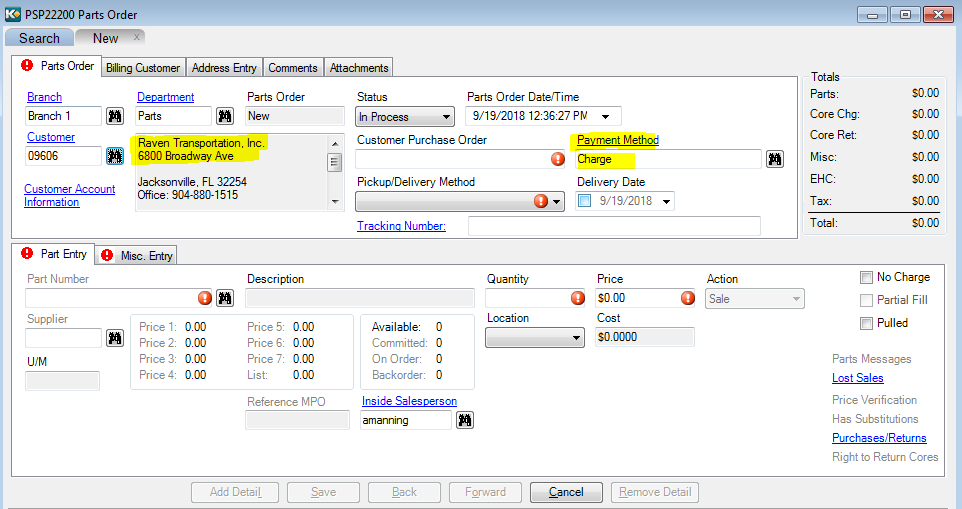 PSP22200 Parts Order
Search New x
Parts Order Billing Customer Address Entry Comments Attachments
Branch Department Parts Order Status Parts Order Date/Time
Branch 1 Parts New In Process 9/19/2018 12:36:27 PM
Customer Customer Purchase Order Payment Method
09606 Raven Transportation, Inc. Charge
6800 Broadway Ave
Jacksonville, FL 32254
Office: 904-880-1515
Customer Account
Information
Pickup/Delivery Method Delivery Date
9/19/2018
Tracking Number:
Totals
Parts: $0.00
Core Chg: $0.00
Core Ret: $0.00
Misc: $0.00
EHC: $0.00
Tax: $0.00
Total: $0.00
Part Entry Misc. Entry
Part Number Description Quantity Price Action
$0.00 Sale
Supplier Location Cost
$0.0000
U/M
Price 1: 0.00 Price 5: 0.00
Price 2: 0.00 Price 6: 0.00
Price 3: 0.00 Price 7: 0.00
Price 4: 0.00 List: 0.00
Available: 0
Committed: 0
On Order: 0
Backorder: 0
Reference MPO Inside Salesperson
amanning
No Charge
Partial Fill
Pulled
Parts Messages
Lost Sales
Price Verification
Has Substitutions
Purchases/Returns
Right to Return Cores
Add Detail Save Back Forward Cancel Remove Detail